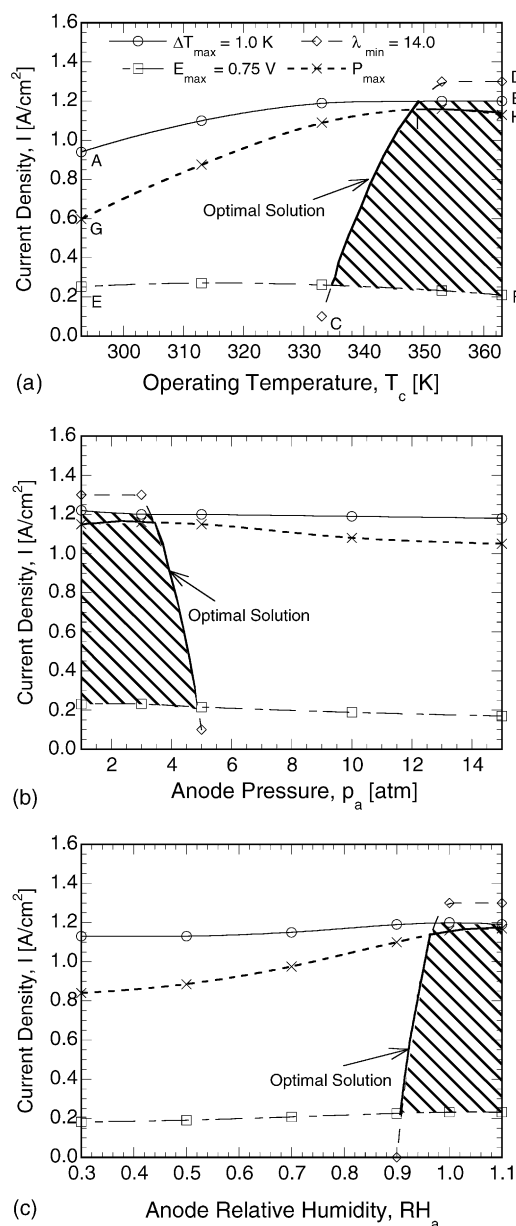 1.6
ΔTmax = 1.0 K
λmin = 14.0
1.4
Emax = 0.75 V
Pmax
D
1.2
B
H
I
1.0
A
0.8
Optimal Solution
0.6
G
0.4
E
F
0.2
C
0.0
Current Density, I [A/cm²]
300 310 320 330 340 350 360
(a)
Operating Temperature, Tc [K]
1.6
1.4
1.2
1.0
0.8
Optimal Solution
0.6
0.4
0.2
0.0
Current Density, I [A/cm²]
2 4 6 8 10 12 14
(b)
Anode Pressure, pa [atm]
1.6
1.4
1.2
1.0
0.8
0.6
Optimal Solution
0.4
0.2
0.0
Current Density, I [A/cm²]
0.3 0.4 0.5 0.6 0.7 0.8 0.9 1.0 1.1
(c)
Anode Relative Humidity, RHa